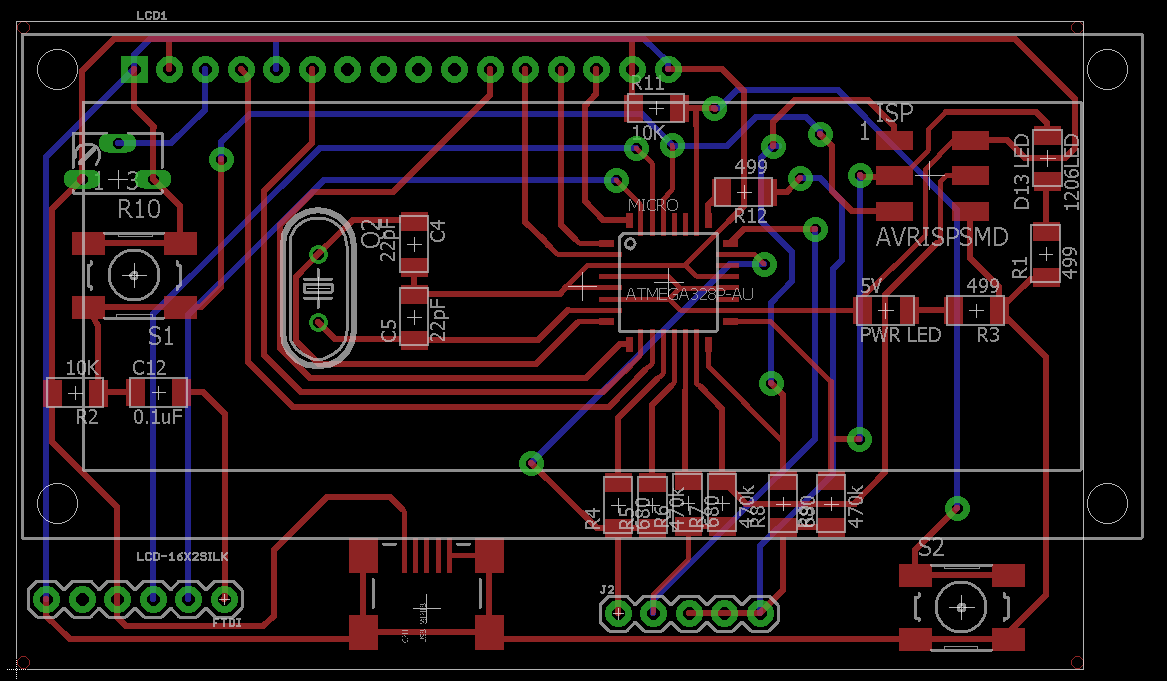 LCD1
R11
10K
ISP
1
D13 LED
1206LED
1 3
R10
499
R12
MICRO
Q2
22pF
C4
AVRISPSMD
R1
499
ATMEGA328P-AU
5V
499
PWR LED
R3
C5
22pF
S1
10K
C12
R2
0.1uF
R4
R5
680
R6
470k
R7
680
470k
R8
470k
LCD-16X2SILK
S2
J2
FTDI